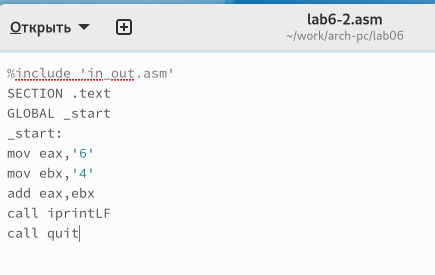 Открыть
lab6-2.asm
~/work/arch-pc/lab06
%include 'in_out.asm'
SECTION .text
GLOBAL _start
_start:
mov eax,'6'
mov ebx,'4'
add eax,ebx
call iprintLF
call quit